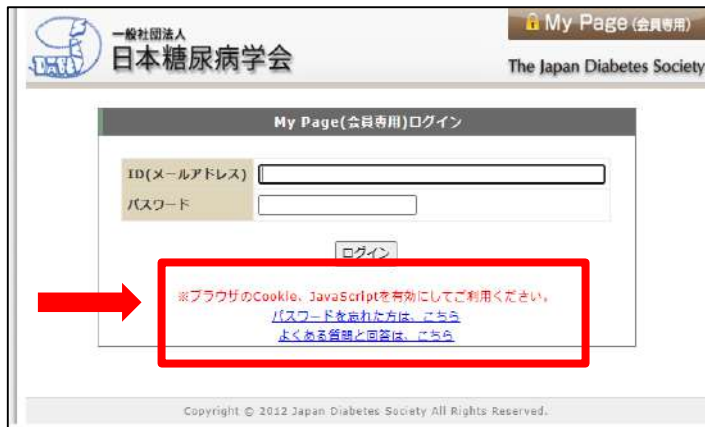 一般社団法人
日本糖尿病学会
My Page (会員専用)
The Japan Diabetes Society
My Page(会員専用)ログイン
ID(メールアドレス)
パスワード
ログイン
※ブラウザのCookie、JavaScriptを有効にしてご利用ください。
パスワードを忘れた方は、こちら
よくある質問と回答は、こちら
Copyright © 2012 Japan Diabetes Society All Rights Reserved.